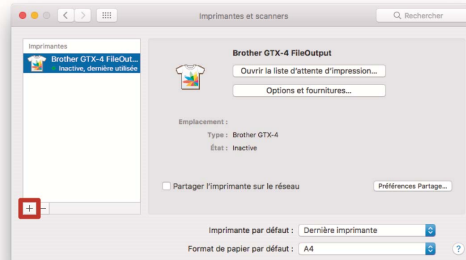 Imprimantes et scanners
Rechercher
Imprimantes
Brother GTX-4 FileOut...
Inactive, dernière utilisée
+ −
Brother GTX-4 FileOutput
Ouvrir la liste d'attente d'impression...
Options et fournitures...
Emplacement :
Type : Brother GTX-4
État : Inactive
Partager l'imprimante sur le réseau
Préférences Partage...
Imprimante par défaut : Dernière imprimante
Format de papier par défaut : A4
?